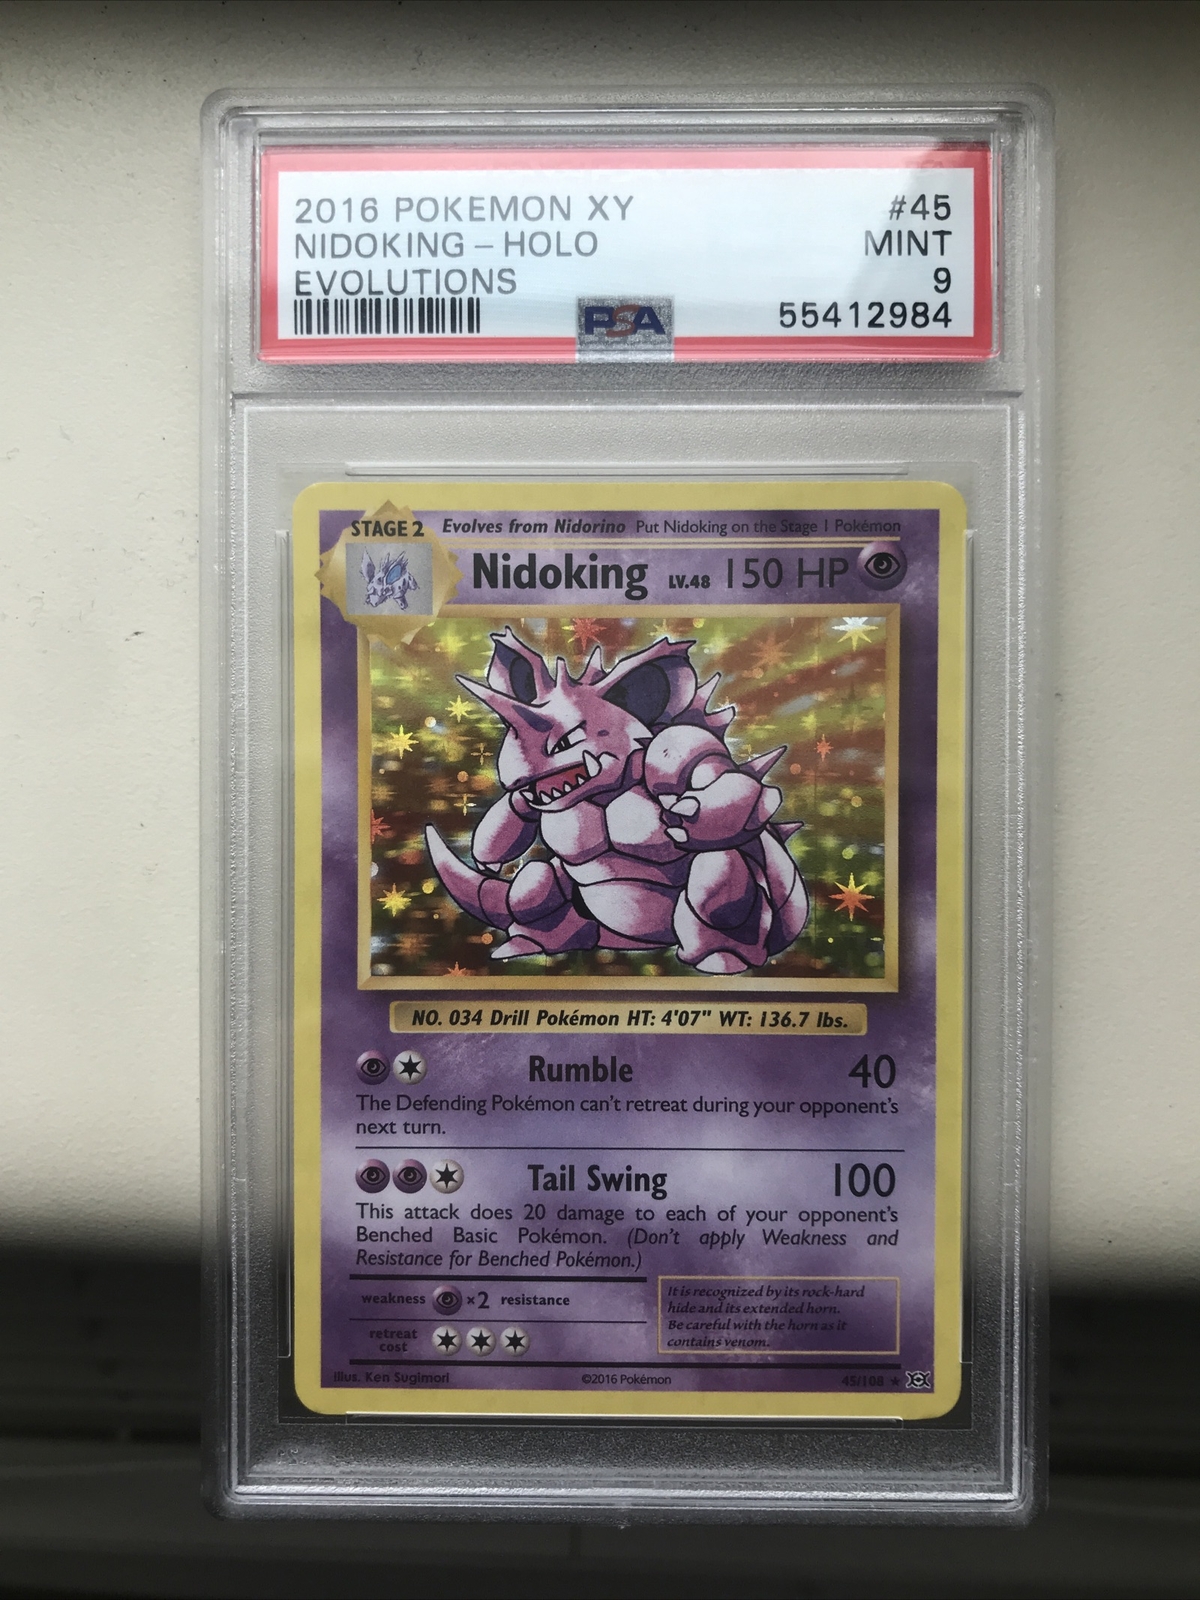 2016 POKEMON XY #45
NIDOKING – HOLO MINT
EVOLUTIONS 9
PSA 55412984
STAGE 2 Evolves from Nidorino Put Nidoking on the Stage 1 Pokémon
Nidoking LV.48 150 HP
NO. 034 Drill Pokémon HT: 4'07" WT: 136.7 lbs.
Rumble 40
The Defending Pokémon can't retreat during your opponent's
next turn.
Tail Swing 100
This attack does 20 damage to each of your opponent's
Benched Basic Pokémon. (Don't apply Weakness and
Resistance for Benched Pokémon.)
weakness ×2 resistance
retreat
cost
It is recognized by its rock-hard
hide and its extended horn.
Be careful with the horn as it
contains venom.
Illus. Ken Sugimori ©2016 Pokémon 45/108 ★